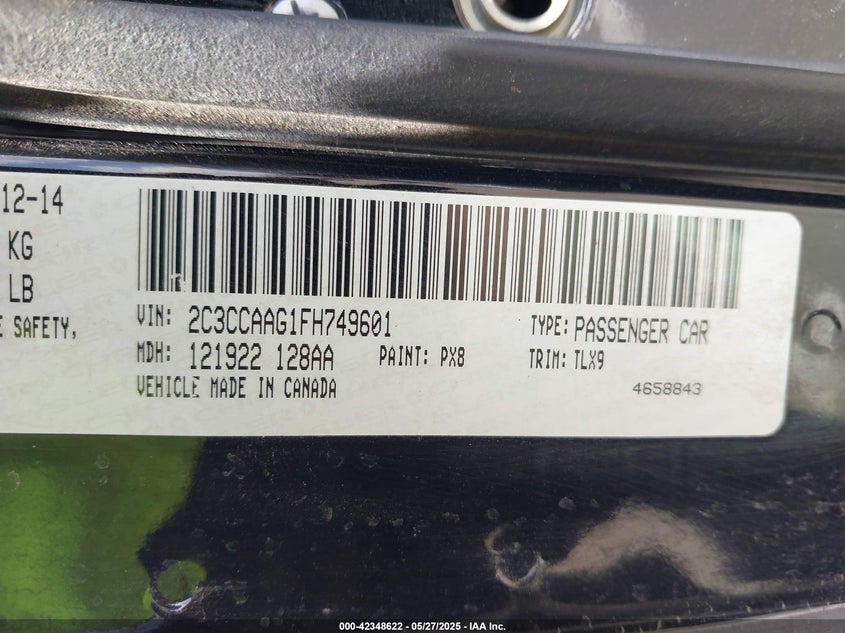 12-14
KG
LB
E SAFETY,
VIN: 2C3CCAAG1FH749601
TYPE: PASSENGER CAR
MDH: 121922 128AA
PAINT: PX8
TRIM: TLX9
VEHICLE MADE IN CANADA
4658843
000-42348622 - 05/27/2025 - IAA Inc.